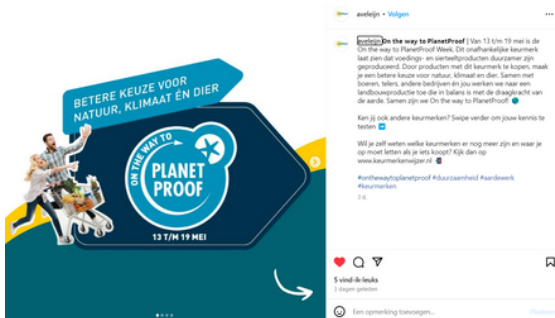 BETERE KEUZE VOOR
NATUUR, KLIMAAT ÉN DIER
ON THE WAY TO
PLANET
PROOF
13 T/M 19 MEI
aveleijn • Volgen
aveleijn On the way to PlanetProof | Van 13 t/m 19 mei is de
On the way to PlanetProof Week. Dit onafhankelijke keurmerk
laat zien dat voedings- en sierteeltproducten duurzamer zijn
geproduceerd. Door producten met dit keurmerk te kopen, maak
je een betere keuze voor natuur, klimaat en dier. Samen met
boeren, telers, andere bedrijven én jou werken we naar een
landbouwproductie toe die in balans is met de draagkracht van
de aarde. Samen zijn we On the way to PlanetProof!
Ken jij ook andere keurmerken? Swipe verder om jouw kennis te
testen
Wil je zelf weten welke keurmerken er nog meer zijn en waar je
op moet letten als je iets koopt? Kijk dan op
www.keurmerkenwijzer.nl
#onthewaytoplanetproof #duurzaamheid #aardewerk
#keurmerken
3 d.
5 vind-ik-leuks
3 dagen geleden
Een opmerking toevoegen...
Plaatsen